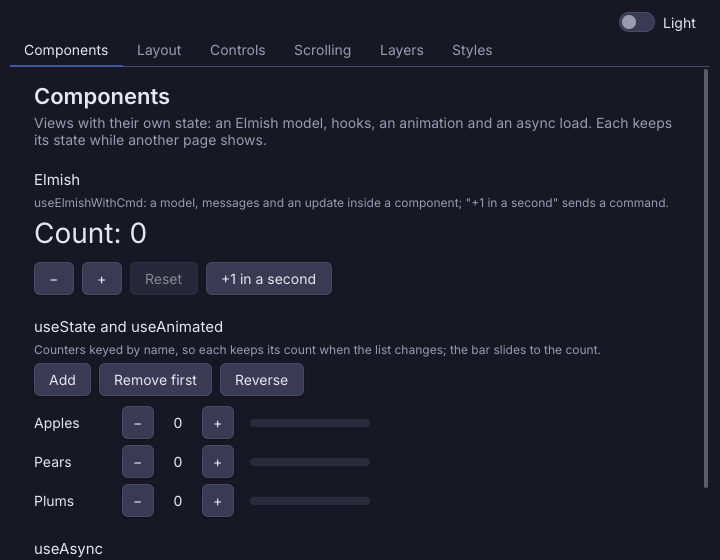 Light
Components Layout Controls Scrolling Layers Styles
Components
Views with their own state: an Elmish model, hooks, an animation and an async load. Each keeps
its state while another page shows.
Elmish
useElmishWithCmd: a model, messages and an update inside a component; "+1 in a second" sends a command.
Count: 0
− + Reset +1 in a second
useState and useAnimated
Counters keyed by name, so each keeps its count when the list changes; the bar slides to the count.
Add Remove first Reverse
Apples − 0 +
Pears − 0 +
Plums − 0 +
useAsync